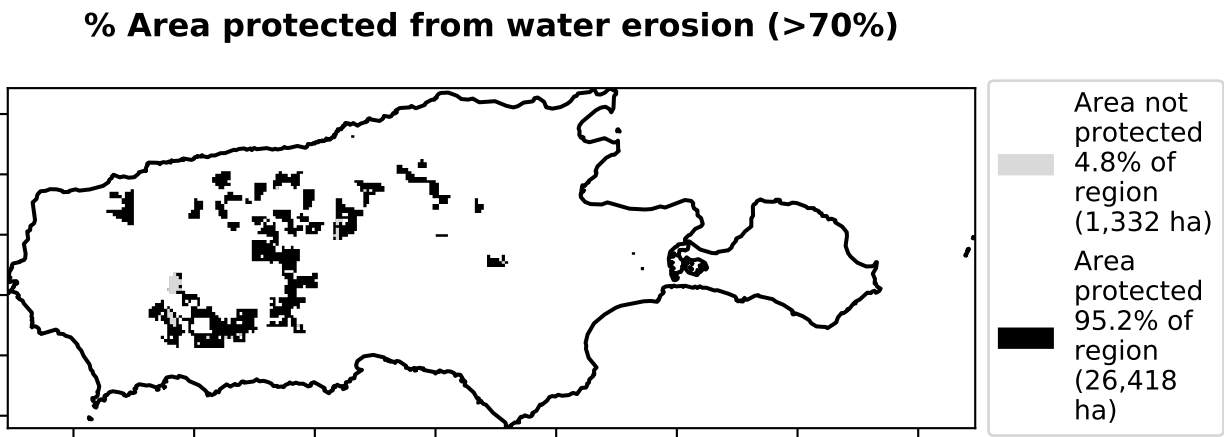 % Area protected from water erosion (>70%)
Area not
protected
4.8% of
region
(1,332 ha)
Area
protected
95.2% of
region
(26,418
ha)